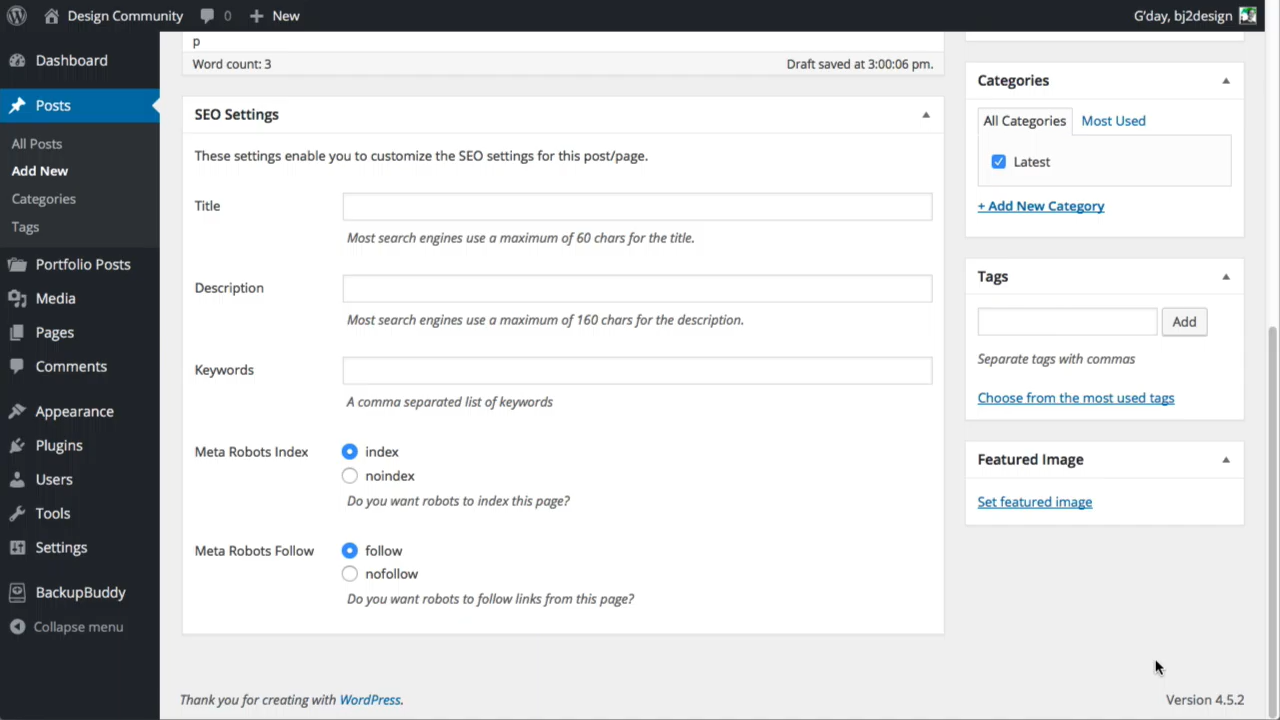 Design Community 0 New G'day, bj2design
Dashboard
Posts
All Posts
Add New
Categories
Tags
Portfolio Posts
Media
Pages
Comments
Appearance
Plugins
Users
Tools
Settings
BackupBuddy
Collapse menu
p
Word count: 3 Draft saved at 3:00:06 pm.
SEO Settings
These settings enable you to customize the SEO settings for this post/page.
Title
Most search engines use a maximum of 60 chars for the title.
Description
Most search engines use a maximum of 160 chars for the description.
Keywords
A comma separated list of keywords
Meta Robots Index index
noindex
Do you want robots to index this page?
Meta Robots Follow follow
nofollow
Do you want robots to follow links from this page?
Categories
All Categories Most Used
Latest
+ Add New Category
Tags
Add
Separate tags with commas
Choose from the most used tags
Featured Image
Set featured image
Thank you for creating with WordPress. Version 4.5.2